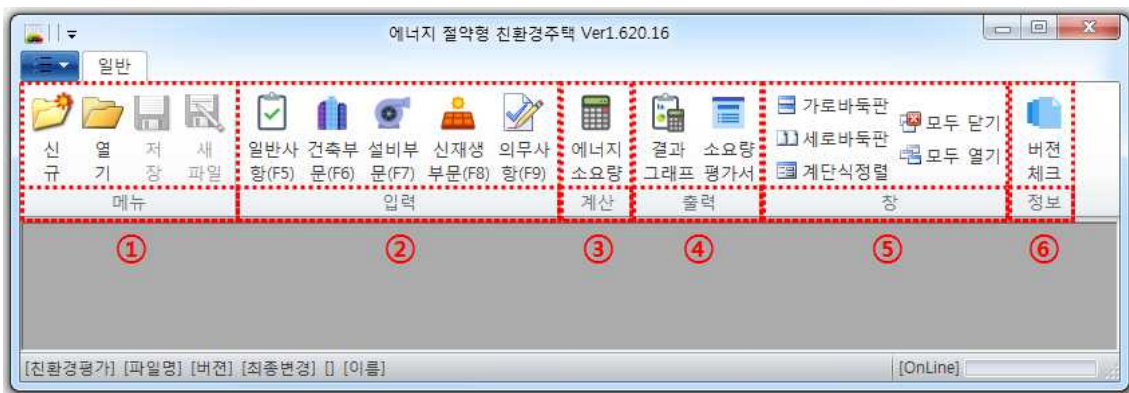 에너지 절약형 친환경주택 Ver1.620.16
일반
신규 열기 저장 새파일
일반사항(F5) 건축부문(F6) 설비부문(F7) 신재생부문(F8) 의무사항(F9)
에너지소요량
결과그래프 소요량평가서
가로바둑판
세로바둑판
계단식정렬
모두 닫기
모두 열기
버젼체크
메뉴 입력 계산 출력 창 정보
① ② ③ ④ ⑤ ⑥
[친환경평가] [파일명] [버젼] [최종변경] [] [이름] [OnLine]